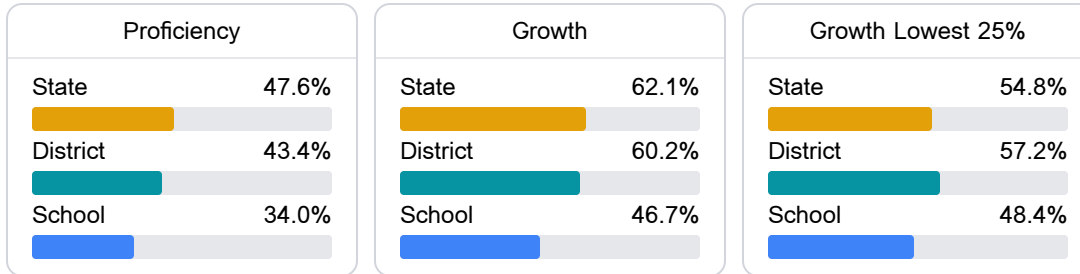 Proficiency
State 47.6%
District 43.4%
School 34.0%
Growth
State 62.1%
District 60.2%
School 46.7%
Growth Lowest 25%
State 54.8%
District 57.2%
School 48.4%